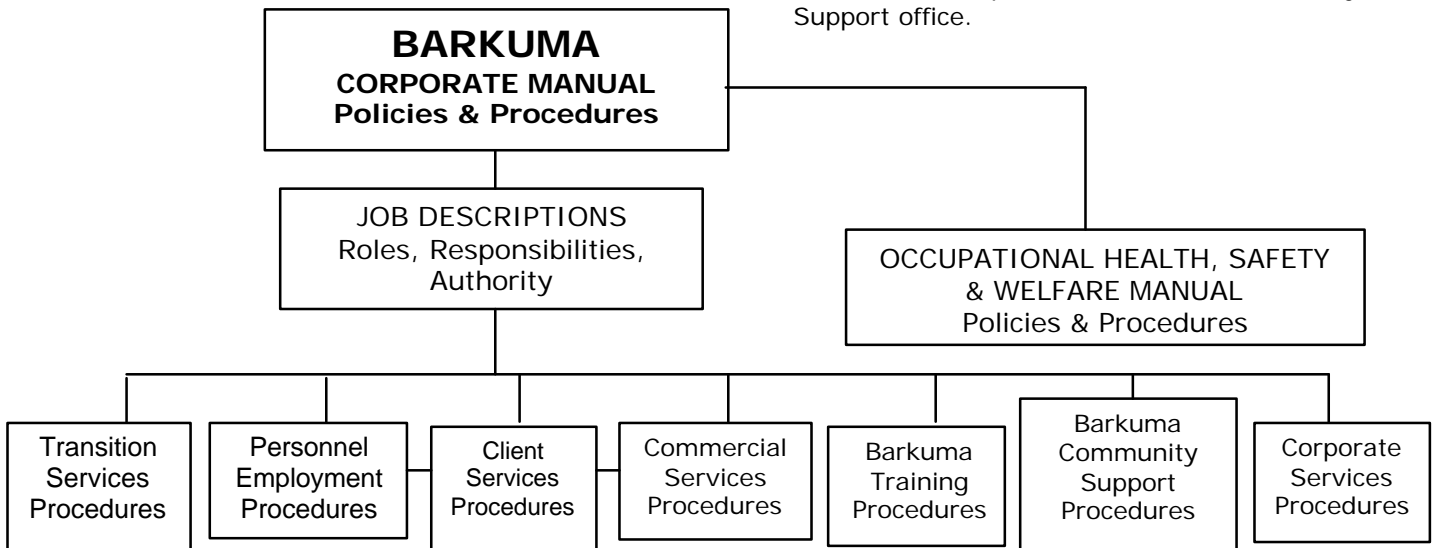 Support office.
BARKUMA
CORPORATE MANUAL
Policies & Procedures
JOB DESCRIPTIONS
Roles, Responsibilities,
Authority
OCCUPATIONAL HEALTH, SAFETY
& WELFARE MANUAL
Policies & Procedures
Transition
Services
Procedures
Personnel
Employment
Procedures
Client
Services
Procedures
Commercial
Services
Procedures
Barkuma
Training
Procedures
Barkuma
Community
Support
Procedures
Corporate
Services
Procedures